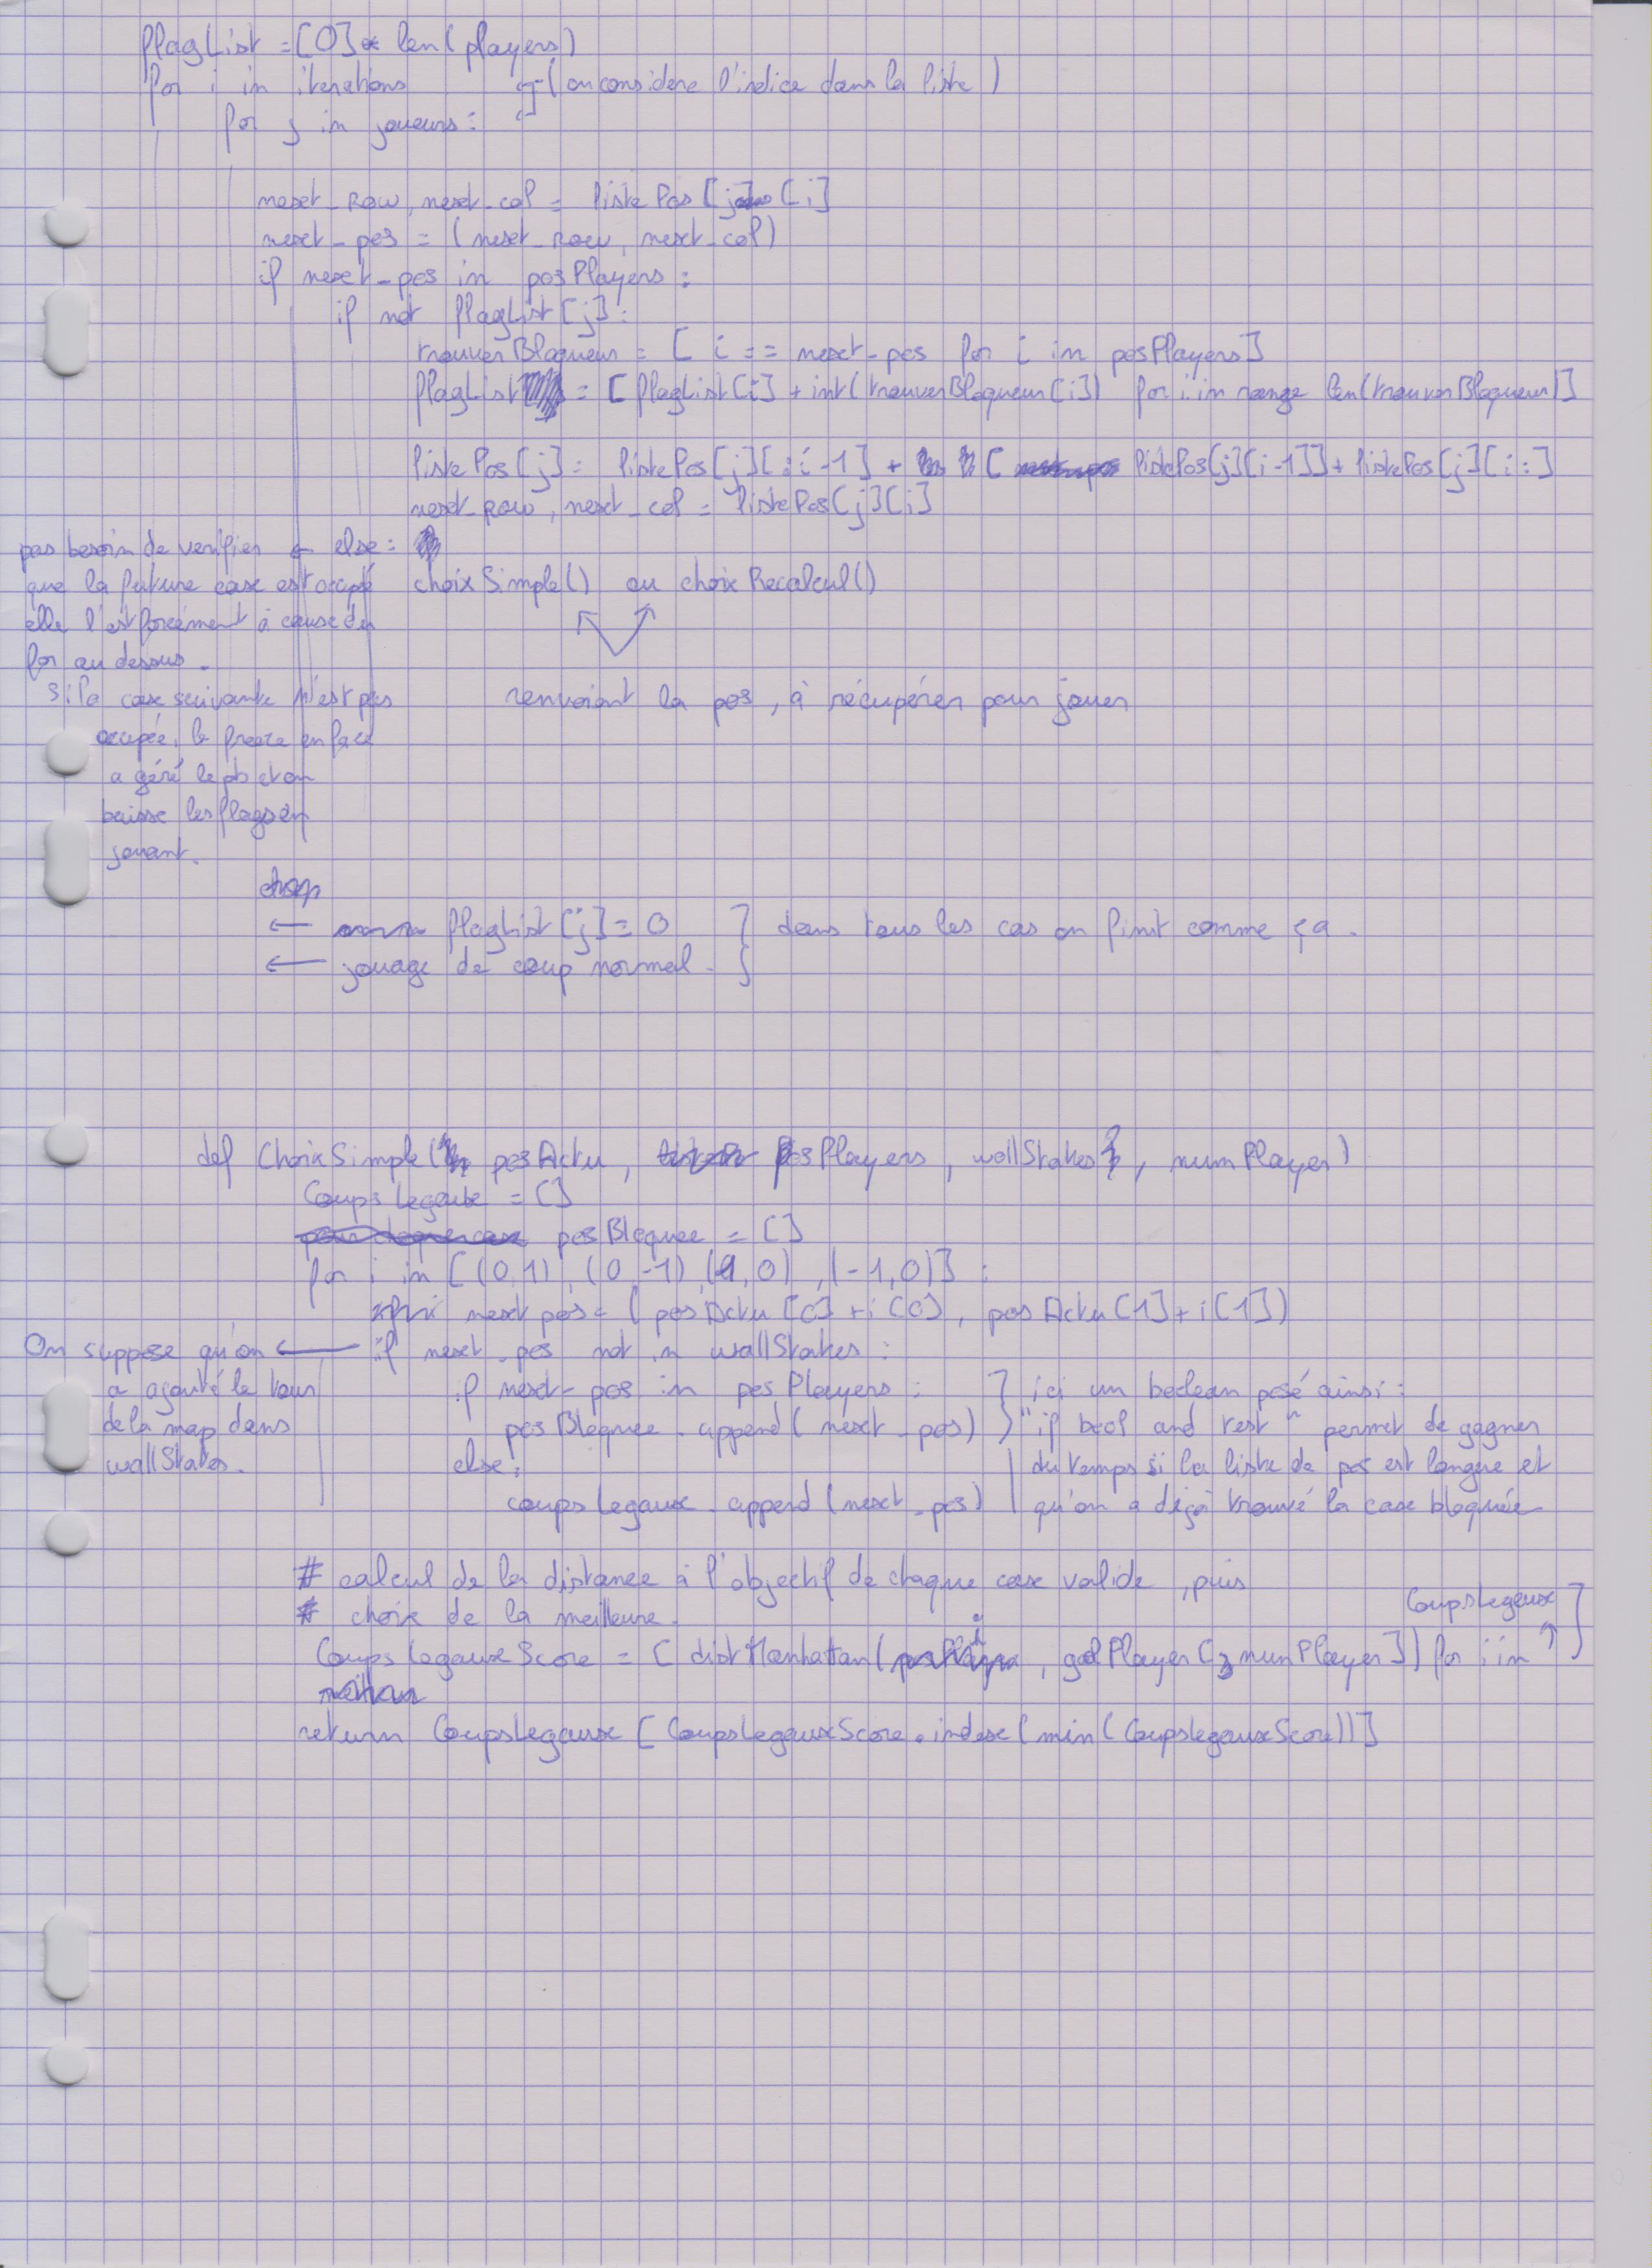 flagList = [0] * len(players)
for i in iterations
(on considere l'indice dans la liste)
for j in joueurs :
next_row, next_col = listePos[j][i]
next_pos = (next_row, next_col)
if next_pos in posPlayers :
if not flagList[j] :
trouverBloqueur = [ i == next_pos for i in posPlayers]
flagList = [ flagList[i] + int(trouverBloqueur[i]) for i in range len(trouverBloqueur)]
listePos[j] = listePos[j][:i-1] + [ listePos[j][i-1]] + listePos[j][i:]
next_row, next_col = listePos[j][i]
pas besoin de verifier ← else :
que la future case est occupé
choixSimple() ou choixRecalcul()
elle l'est forcément à cause du
for au dessus.
si la case suivante n'est pas
renvoiant la pos, à récupérer pour jouer
occupée, le freeze en face
a géré le pb et on
baisse les flags en
jouant.
← flagList[j] = 0
dans tous les cas on finit comme ça.
← jouage de coup normal.
def ChoixSimple( posActu, posPlayers, wallStates, numPlayer)
CoupsLegaux = []
posBloquee = []
for i in [(0,1), (0,-1), (1,0), (-1,0)] :
next pos = (posActu[0] + i[0], posActu[1] + i[1])
On suppose qu'on ← if next_pos not in wallStates :
a ajouté le tour
de la map dans
wallStates.
if next_pos in posPlayers :
posBloquee.append(next_pos)
else :
coupsLegaux.append(next_pos)
ici un boolean posé ainsi :
"if bool and test" permet de gagner
du temps si la liste de pos est longue et
qu'on a déjà trouvé la case bloquée
# calcul de la distance à l'objectif de chaque case valide, puis
# choix de la meilleure.
CoupsLegaux
CoupsLegauxScore = [ distManhattan(i, goalPlayer[numPlayer]) for i in ↑ ]
return CoupsLegaux [ CoupsLegauxScore.index(min(CoupsLegauxScore))]